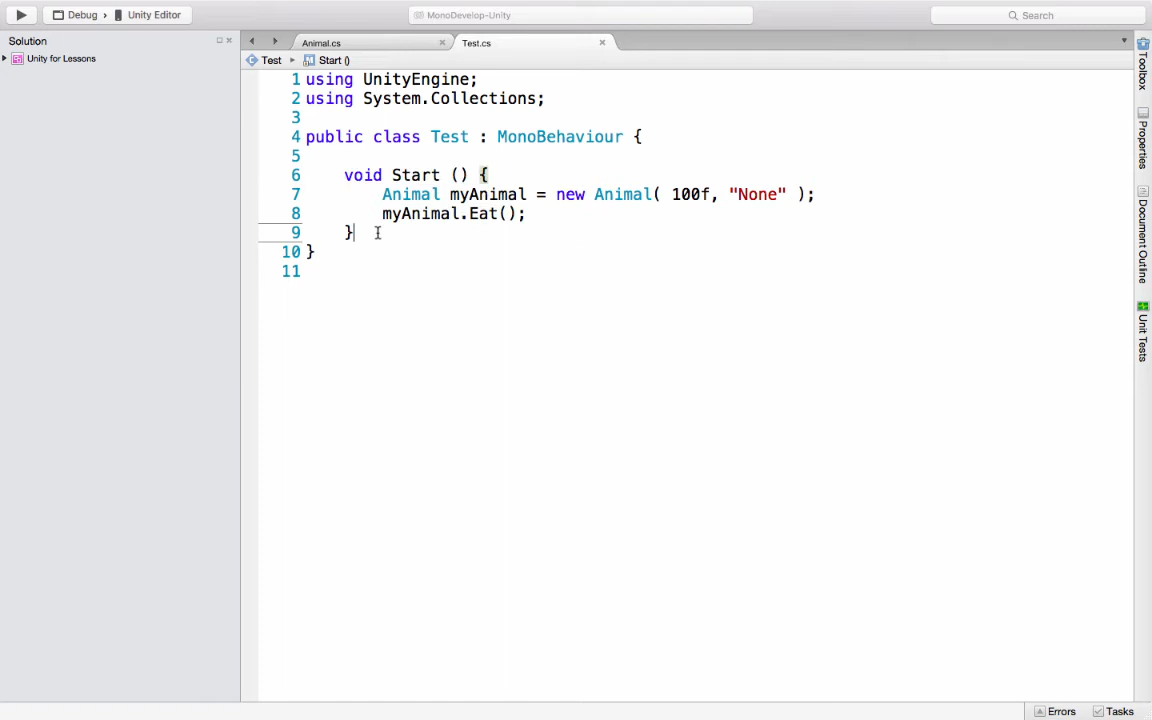 Debug › Unity Editor
MonoDevelop-Unity
Search
Solution
Unity for Lessons
Animal.cs
Test.cs
Test ▸ Start ()
1 using UnityEngine;
2 using System.Collections;
3
4 public class Test : MonoBehaviour {
5
6 void Start () {
7 Animal myAnimal = new Animal( 100f, "None" );
8 myAnimal.Eat();
9 }
10 }
11
Toolbox
Properties
Document Outline
Unit Tests
Errors
Tasks